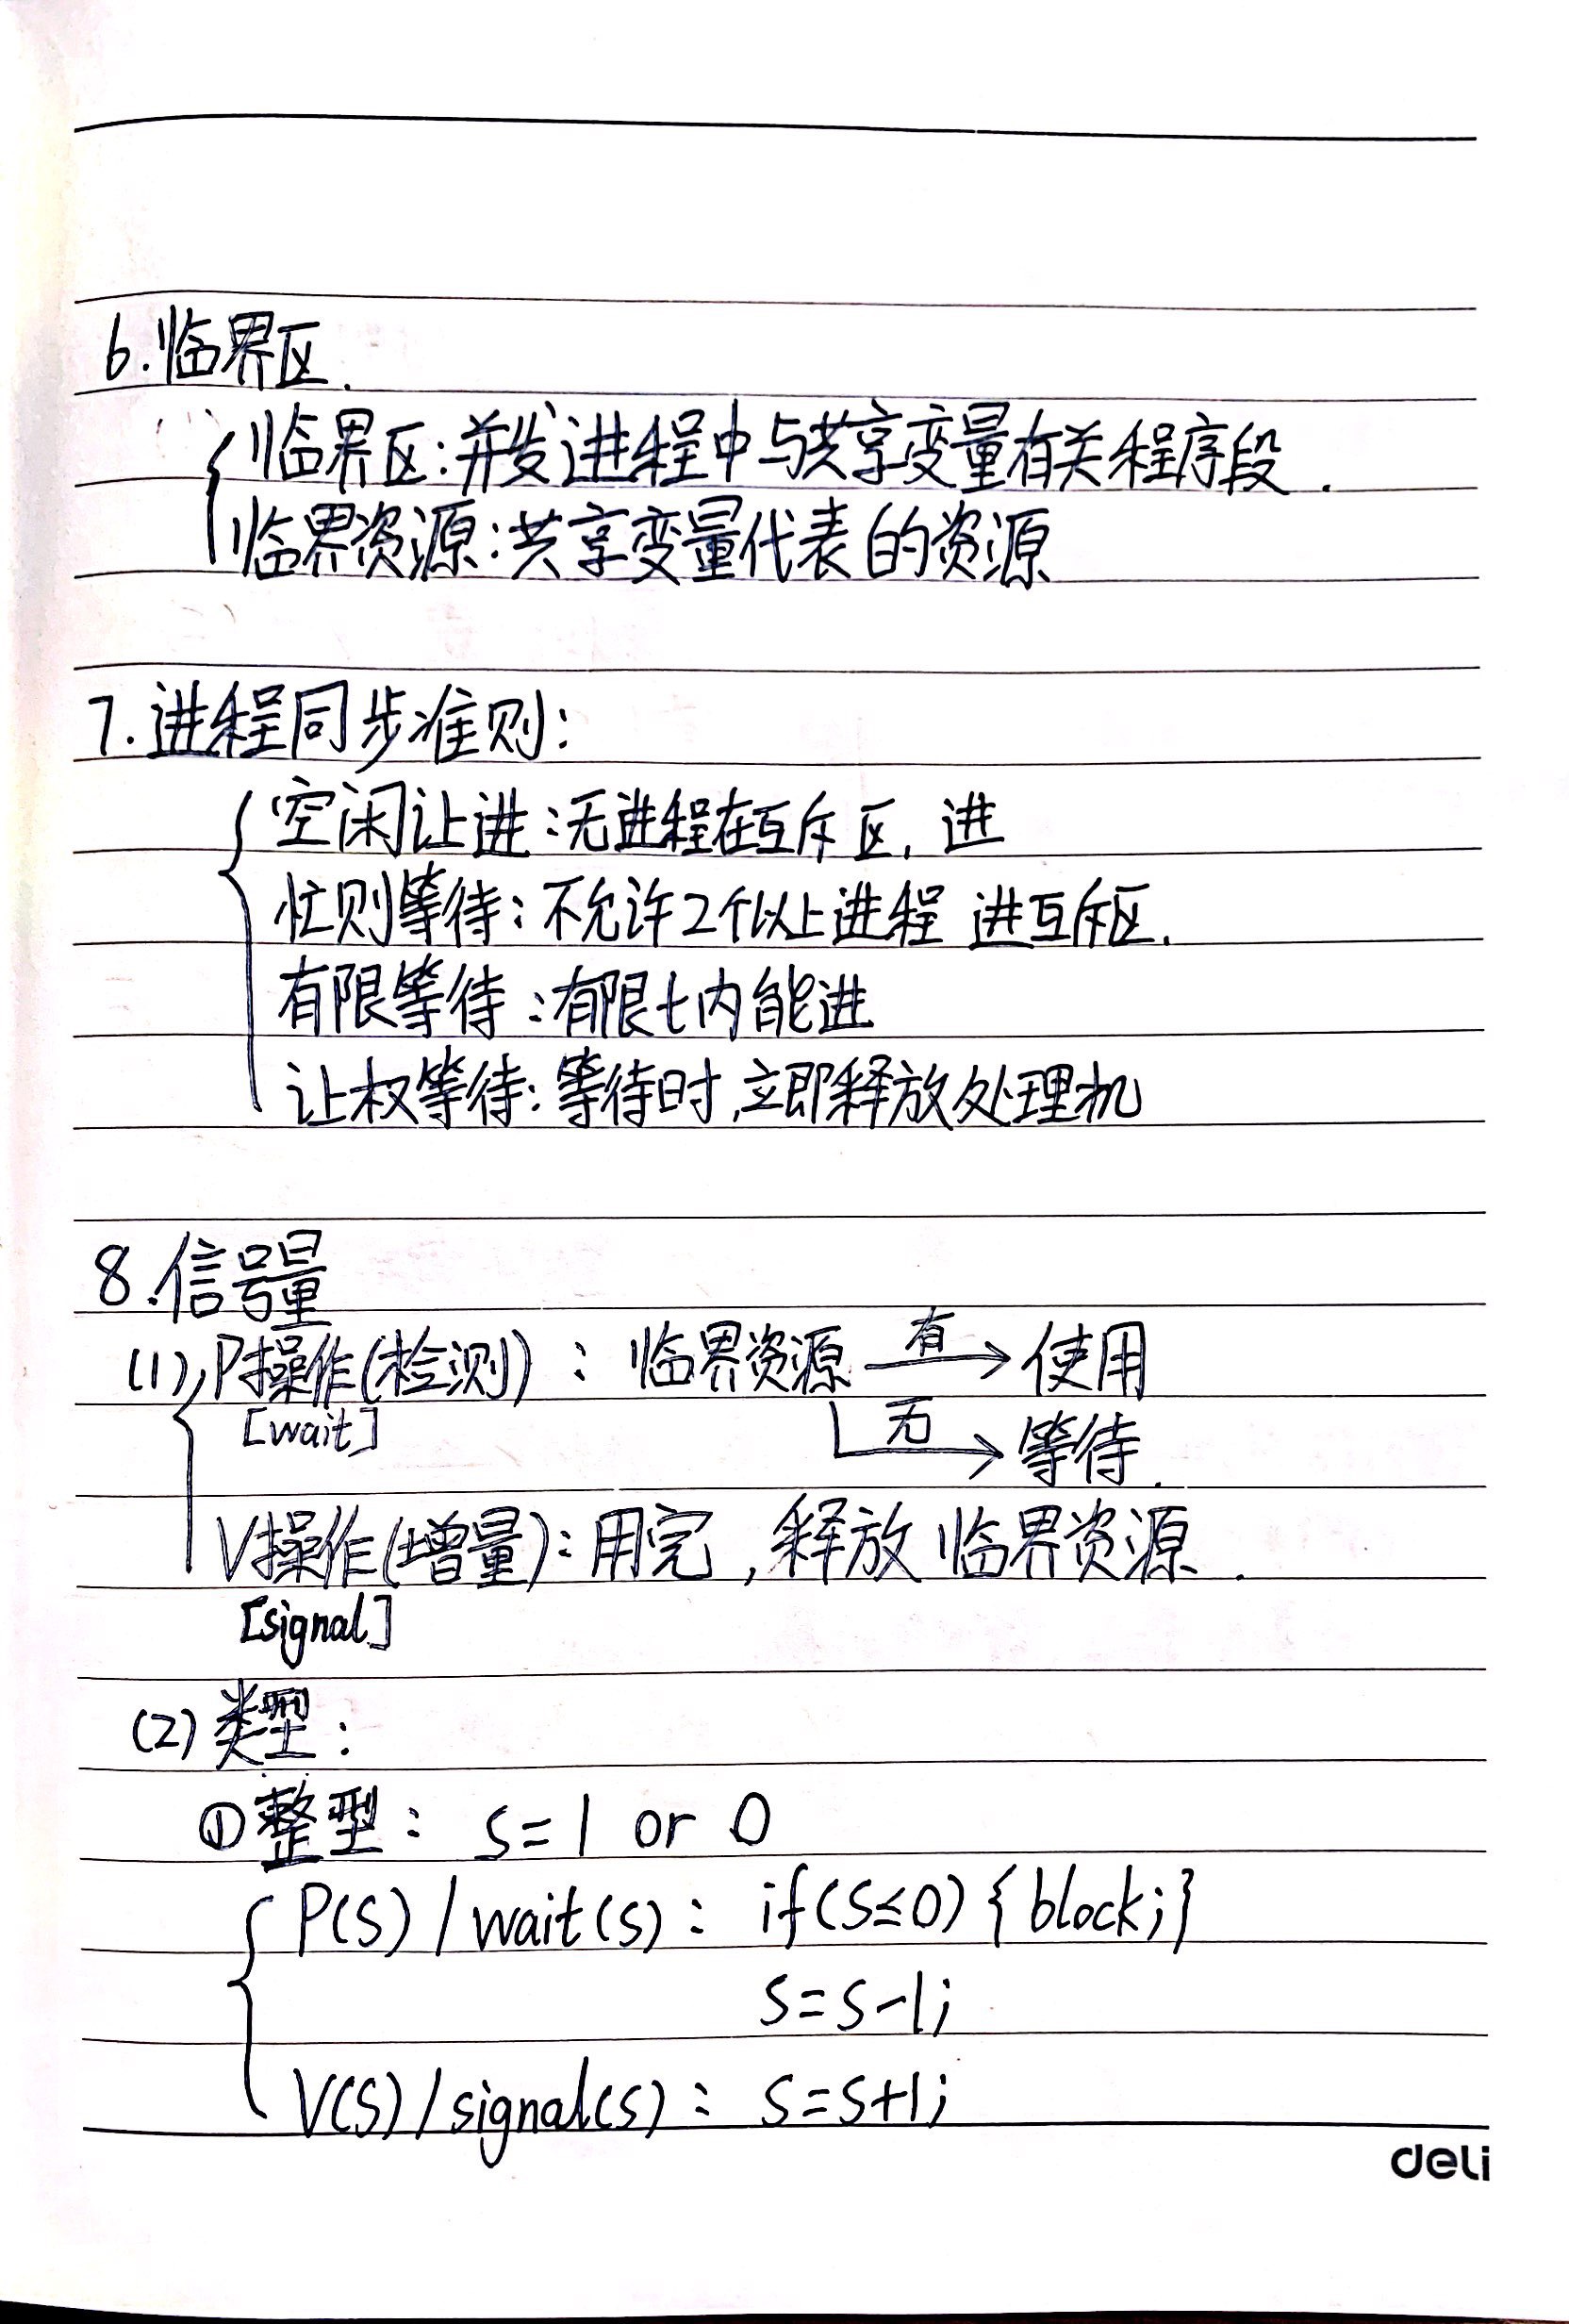 6.临界区.
临界区:并发进程中与共享变量有关程序段.
临界资源:共享变量代表的资源
7.进程同步准则:
空闲让进:无进程在互斥区,进
忙则等待:不允许2个以上进程 进互斥区.
有限等待:有限t内能进
让权等待:等待时,立即释放处理机
8.信号量
(1)P操作(检测): 临界资源 有→使用
[wait] 无→等待.
V操作(增量):用完,释放临界资源.
[signal]
(2)类型:
①整型: S=1 or 0
P(S)/wait(S): if(S≤0){block;}
S=S-1;
V(S)/signal(S): S=S+1;
deli